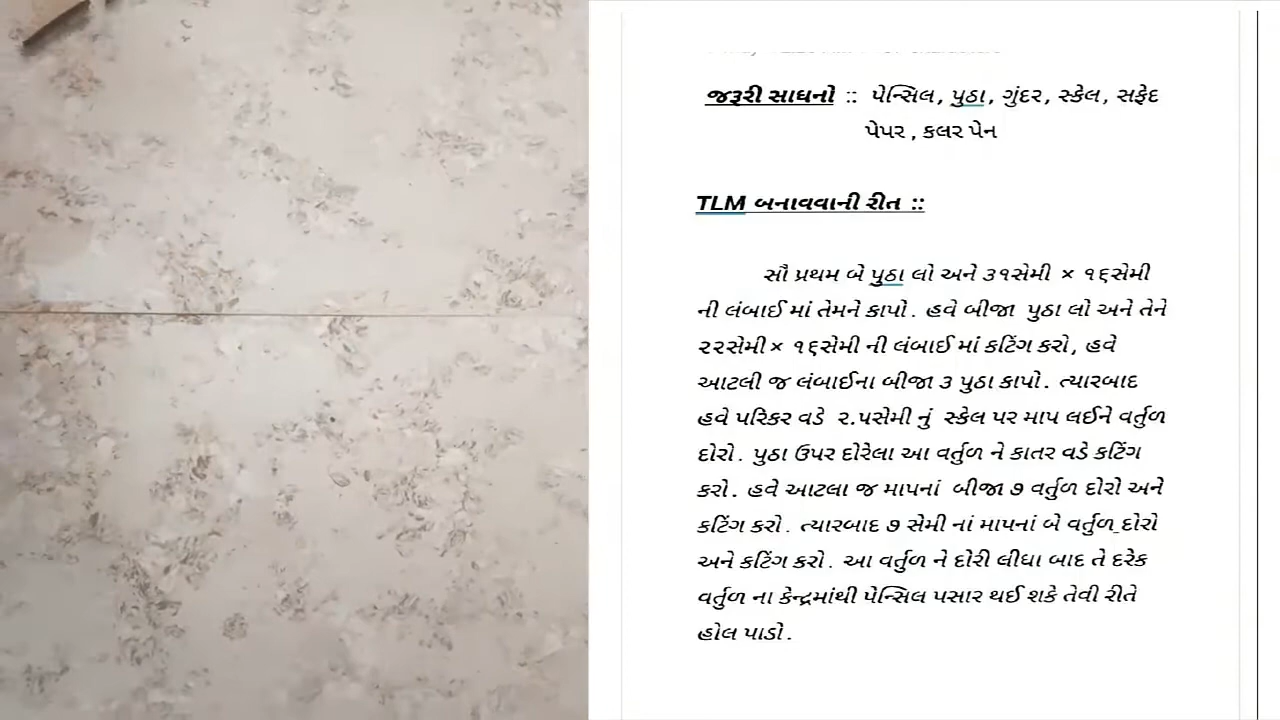 જરૂરી સાધનો :: પેન્સિલ, પુઠા, ગુંદર, સ્કેલ, સફેદ
પેપર, કલર પેન
TLM બનાવવાની રીત ::
સૌ પ્રથમ બે પુઠા લો અને ૩૧સેમી × ૧૬સેમી
ની લંબાઈ માં તેમને કાપો. હવે બીજા પુઠા લો અને તેને
૨૨સેમી× ૧૬સેમી ની લંબાઈ માં કટિંગ કરો, હવે
આટલી જ લંબાઈના બીજા ૩ પુઠા કાપો. ત્યારબાદ
હવે પરિકર વડે ૨.૫સેમી નું સ્કેલ પર માપ લઈને વર્તુળ
દોરો. પુઠા ઉપર દોરેલા આ વર્તુળ ને કાતર વડે કટિંગ
કરો. હવે આટલા જ માપનાં બીજા ૭ વર્તુળ દોરો અને
કટિંગ કરો. ત્યારબાદ ૭ સેમી નાં માપનાં બે વર્તુળ દોરો
અને કટિંગ કરો. આ વર્તુળ ને દોરી લીધા બાદ તે દરેક
વર્તુળ ના કેન્દ્રમાંથી પેન્સિલ પસાર થઈ શકે તેવી રીતે
હોલ પાડો.